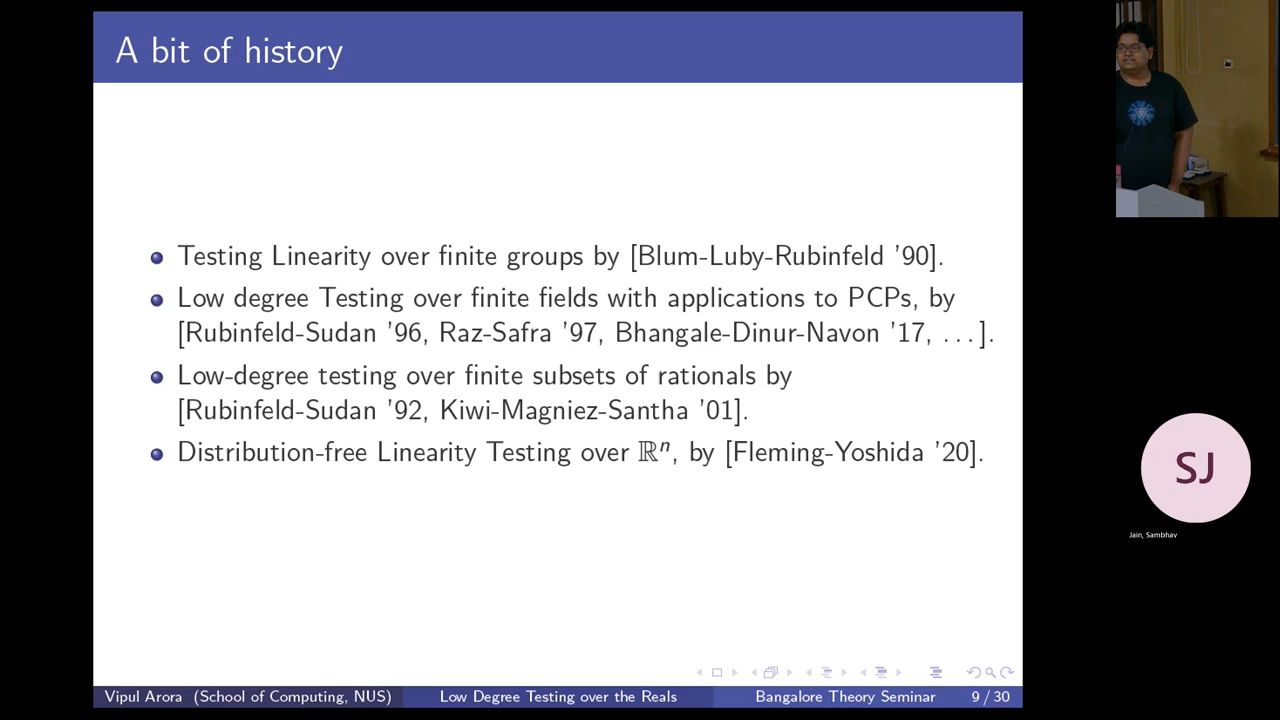 A bit of history
Testing Linearity over finite groups by [Blum-Luby-Rubinfeld '90].
Low degree Testing over finite fields with applications to PCPs, by
[Rubinfeld-Sudan '96, Raz-Safra '97, Bhangale-Dinur-Navon '17, ...].
Low-degree testing over finite subsets of rationals by
[Rubinfeld-Sudan '92, Kiwi-Magniez-Santha '01].
Distribution-free Linearity Testing over ℝⁿ, by [Fleming-Yoshida '20].
SJ
Jain, Sambhav
Vipul Arora (School of Computing, NUS) Low Degree Testing over the Reals Bangalore Theory Seminar 9 / 30